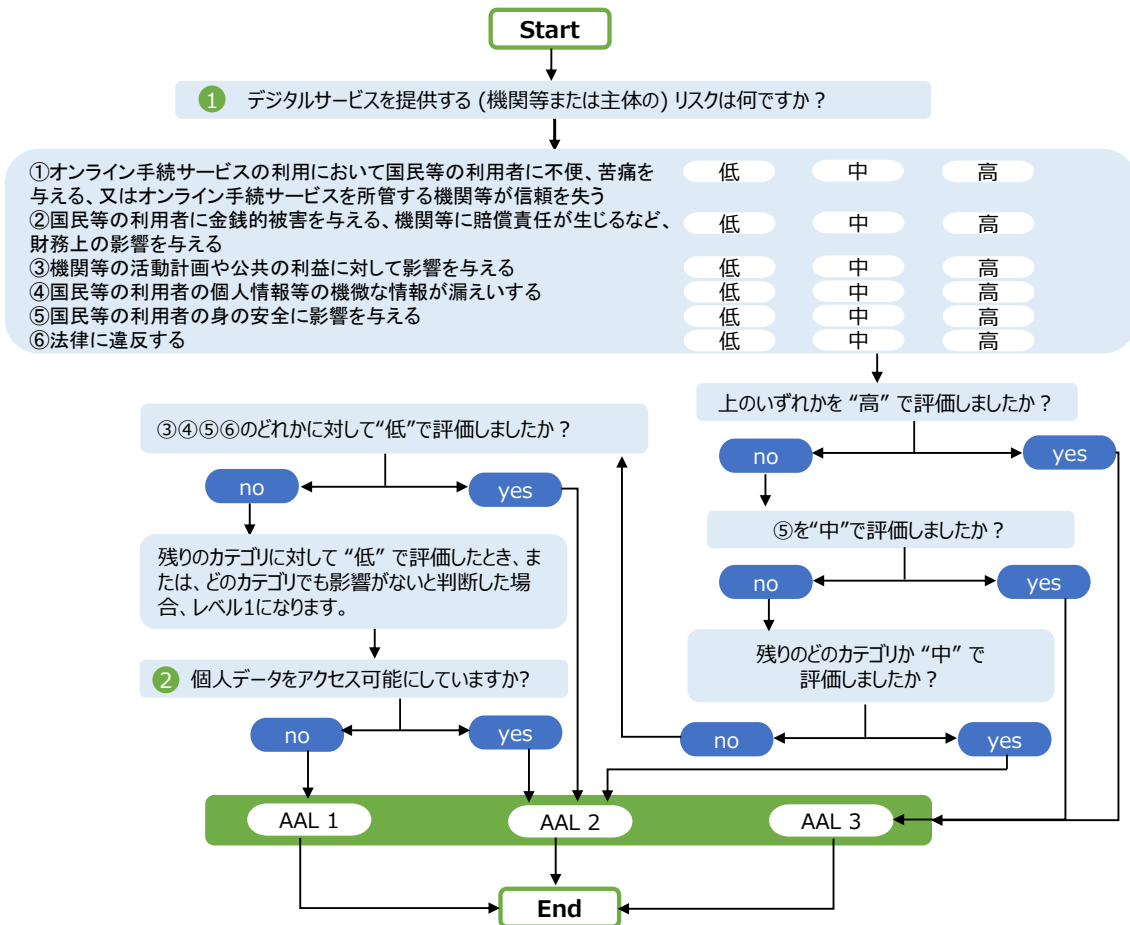 Start
1 デジタルサービスを提供する (機関等または主体の) リスクは何ですか？
①オンライン手続サービスの利用において国民等の利用者に不便、苦痛を
与える、又はオンライン手続サービスを所管する機関等が信頼を失う
低 中 高
②国民等の利用者に金銭的被害を与える、機関等に賠償責任が生じるなど、
財務上の影響を与える
低 中 高
③機関等の活動計画や公共の利益に対して影響を与える 低 中 高
④国民等の利用者の個人情報等の機微な情報が漏えいする 低 中 高
⑤国民等の利用者の身の安全に影響を与える 低 中 高
⑥法律に違反する 低 中 高
上のいずれかを “高” で評価しましたか？
no
yes
⑤を“中”で評価しましたか？
no
yes
残りのどのカテゴリか “中” で
評価しましたか？
no
yes
③④⑤⑥のどれかに対して“低”で評価しましたか？
no
yes
残りのカテゴリに対して “低” で評価したとき、ま
たは、どのカテゴリでも影響がないと判断した場
合、レベル1になります。
2 個人データをアクセス可能にしていますか?
no
yes
AAL 1
AAL 2
AAL 3
End